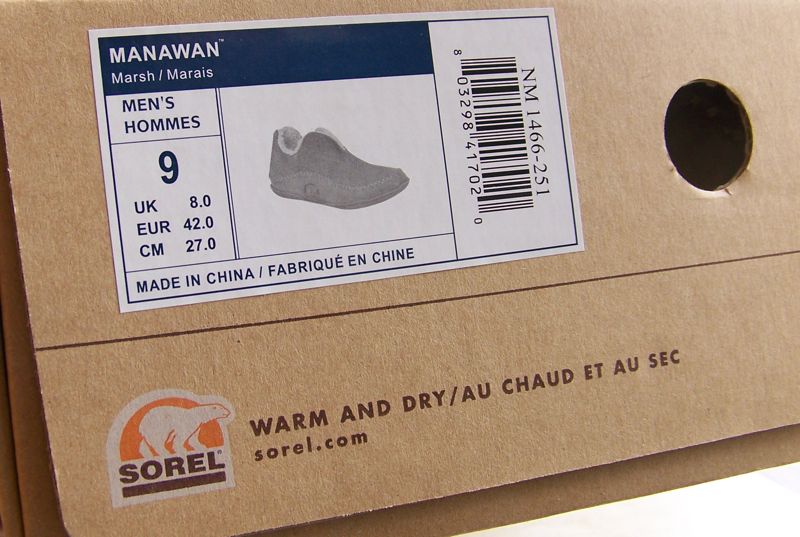 MANAWAN™
Marsh / Marais
MEN'S
HOMMES
9
UK 8.0
EUR 42.0
CM 27.0
MADE IN CHINA / FABRIQUÉ EN CHINE
NM 1466-251
8 03298 41702 0
WARM AND DRY/AU CHAUD ET AU SEC
sorel.com
SOREL